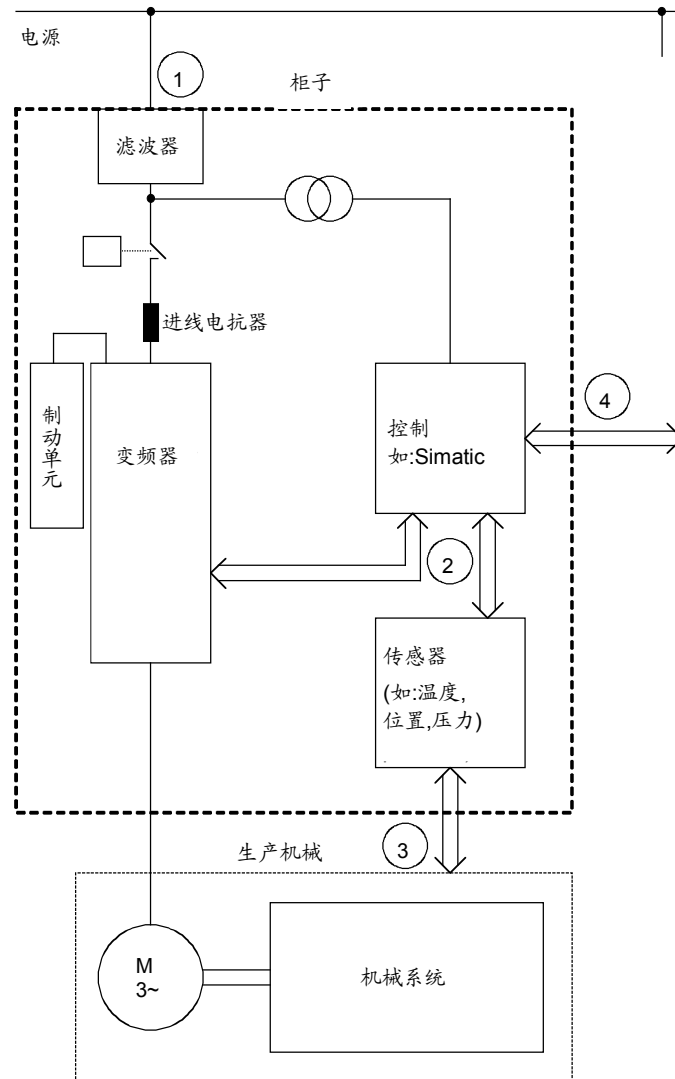 电源
1
柜子
滤波器
进线电抗器
制
动
单
元
变频器
控制
如:Simatic
4
2
传感器
(如:温度,
位置,压力)
生产机械
3
M
3~
机械系统